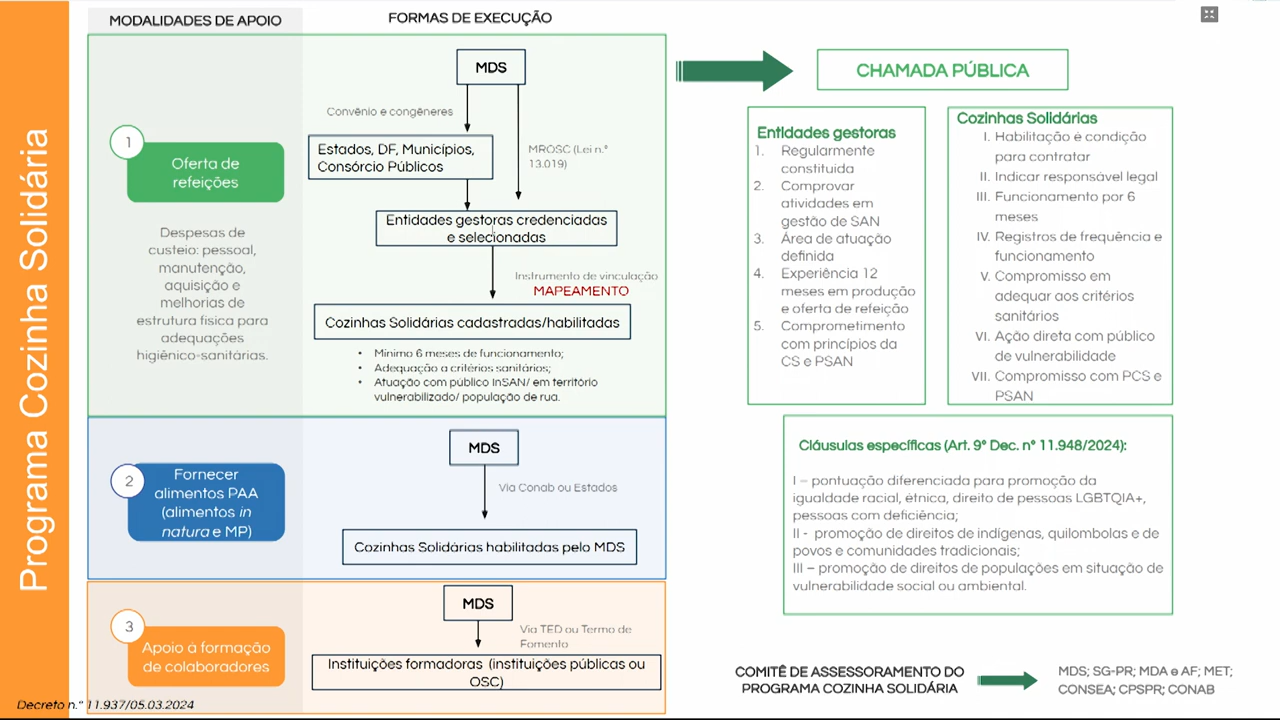 Programa Cozinha Solidária
MODALIDADES DE APOIO
FORMAS DE EXECUÇÃO
1
Oferta de
refeições
Despesas de
custeio: pessoal,
manutenção,
aquisição e
melhorias de
estrutura fisica para
adequações
higiênico-sanitárias.
MDS
Convênio e congêneres
Estados, DF, Municípios,
Consórcio Públicos
MROSC (Lei n.º
13.019)
Entidades gestoras credenciadas
e selecionadas
Instrumento de vinculação
MAPEAMENTO
Cozinhas Solidárias cadastradas/habilitadas
• Mínimo 6 meses de funcionamento;
• Adequação a critérios sanitários;
• Atuação com público InSAN/ em território
vulnerabilizado/ população de rua.
2
Fornecer
alimentos PAA
(alimentos in
natura e MP)
MDS
Via Conab ou Estados
Cozinhas Solidárias habilitadas pelo MDS
3
Apoio à formação
de colaboradores
MDS
Via TED ou Termo de
Fomento
Instituições formadoras (instituições públicas ou
OSC)
Decreto n.º 11.937/05.03.2024
CHAMADA PÚBLICA
Entidades gestoras
1. Regularmente
constituida
2. Comprovar
atividades em
gestão de SAN
3. Área de atuação
definida
4. Experiência 12
meses em produção
e oferta de refeição
5. Comprometimento
com princípios da
CS e PSAN
Cozinhas Solidárias
I. Habilitação é condição
para contratar
II. Indicar responsável legal
III. Funcionamento por 6
meses
IV. Registros de frequência e
funcionamento
V. Compromisso em
adequar aos critérios
sanitários
VI. Ação direta com público
de vulnerabilidade
VII. Compromisso com PCS e
PSAN
Cláusulas específicas (Art. 9º Dec. nº 11.948/2024):
I – pontuação diferenciada para promoção da
igualdade racial, étnica, direito de pessoas LGBTQIA+,
pessoas com deficiência;
II - promoção de direitos de indígenas, quilombolas e de
povos e comunidades tradicionais;
III – promoção de direitos de populações em situação de
vulnerabilidade social ou ambiental.
COMITÊ DE ASSESSORAMENTO DO
PROGRAMA COZINHA SOLIDÁRIA
MDS; SG-PR; MDA e AF; MET;
CONSEA; CPSPR; CONAB